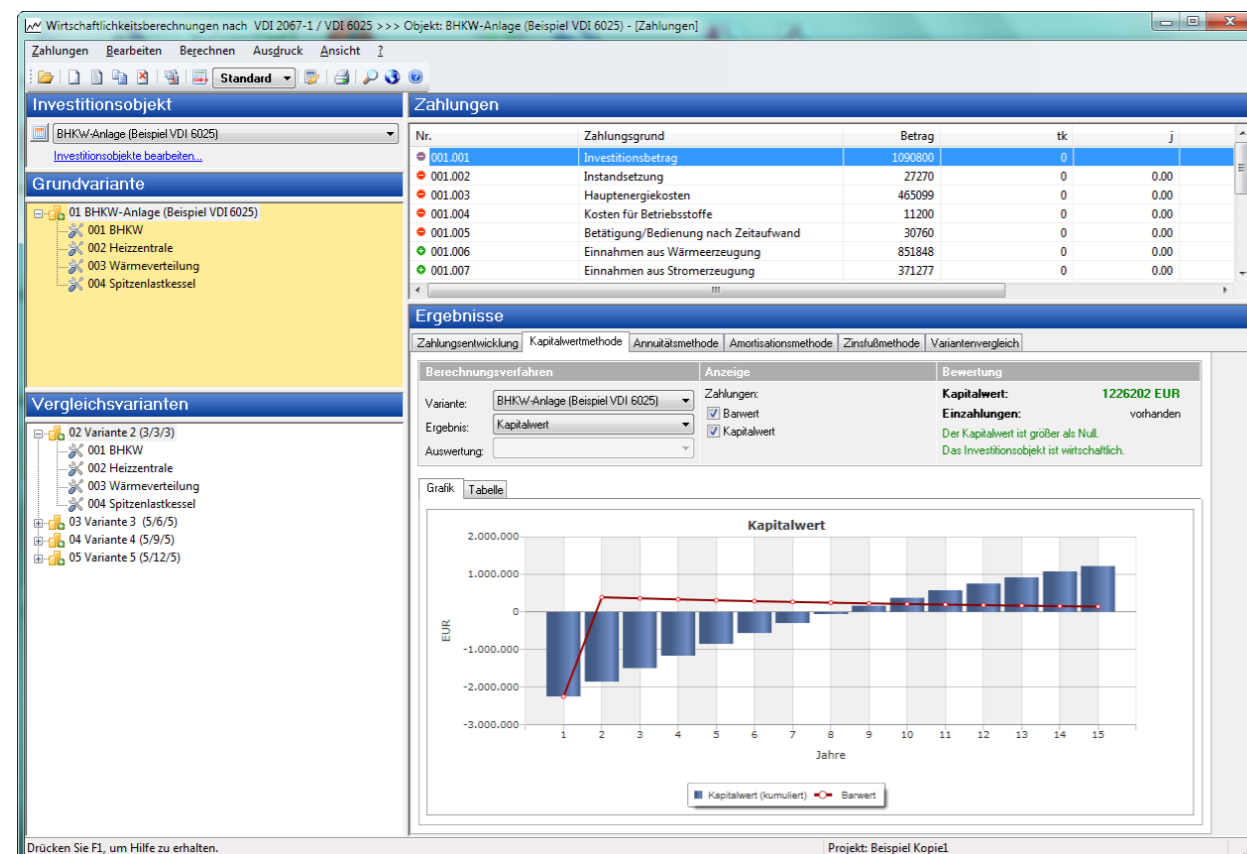 Wirtschaftlichkeitsberechnungen nach VDI 2067-1 / VDI 6025 >>> Objekt: BHKW-Anlage (Beispiel VDI 6025) - [Zahlungen]
Zahlungen Bearbeiten Berechnen Ausdruck Ansicht ?
Standard
Investitionsobjekt
BHKW-Anlage (Beispiel VDI 6025)
Investitionsobjekte bearbeiten...
Grundvariante
01 BHKW-Anlage (Beispiel VDI 6025)
001 BHKW
002 Heizzentrale
003 Wärmeverteilung
004 Spitzenlastkessel
Vergleichsvarianten
02 Variante 2 (3/3/3)
001 BHKW
002 Heizzentrale
003 Wärmeverteilung
004 Spitzenlastkessel
03 Variante 3 (5/6/5)
04 Variante 4 (5/9/5)
05 Variante 5 (5/12/5)
Zahlungen
Nr. Zahlungsgrund Betrag tk j
001.001 Investitionsbetrag 1090800 0
001.002 Instandsetzung 27270 0 0.00
001.003 Hauptenergiekosten 465099 0 0.00
001.004 Kosten für Betriebsstoffe 11200 0 0.00
001.005 Betätigung/Bedienung nach Zeitaufwand 30760 0 0.00
001.006 Einnahmen aus Wärmeerzeugung 851848 0 0.00
001.007 Einnahmen aus Stromerzeugung 371277 0 0.00
Ergebnisse
Zahlungsentwicklung Kapitalwertmethode Annuitätsmethode Amortisationsmethode Zinsfußmethode Variantenvergleich
Berechnungsverfahren Anzeige Bewertung
Variante: BHKW-Anlage (Beispiel VDI 6025) Zahlungen: Kapitalwert: 1226202 EUR
Barwert Einzahlungen: vorhanden
Ergebnis: Kapitalwert Kapitalwert Der Kapitalwert ist größer als Null.
Auswertung: Das Investitionsobjekt ist wirtschaftlich.
Grafik Tabelle
Kapitalwert
2.000.000
1.000.000
0
-1.000.000
-2.000.000
-3.000.000
EUR
1 2 3 4 5 6 7 8 9 10 11 12 13 14 15
Jahre
Kapitalwert (kumuliert) Barwert
Drücken Sie F1, um Hilfe zu erhalten. Projekt: Beispiel Kopie1